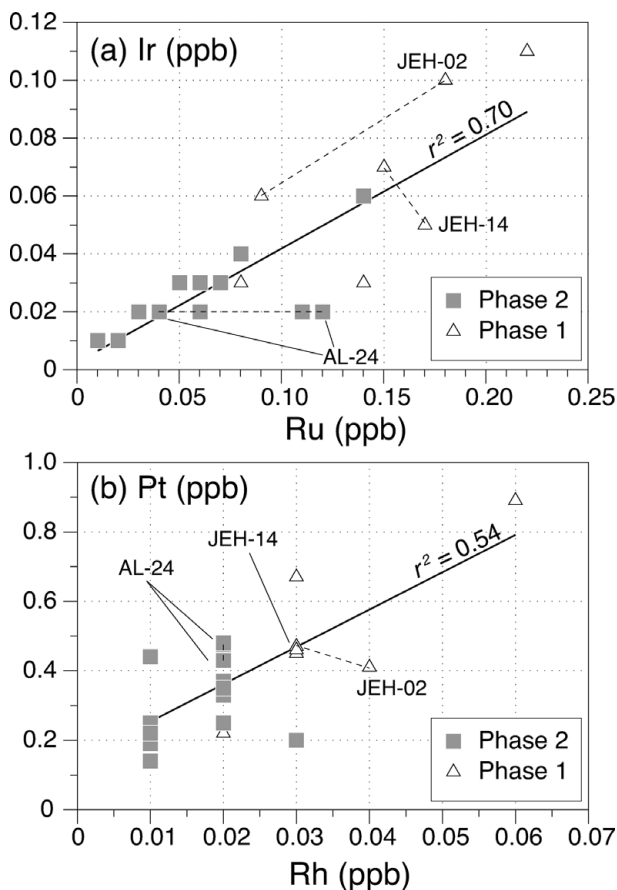 0.12
(a) Ir (ppb)
JEH-02
0.10
r² = 0.70
0.08
0.06
JEH-14
0.04
Phase 2
0.02
Phase 1
AL-24
0
0 0.05 0.10 0.15 0.20 0.25
Ru (ppb)
1.0
(b) Pt (ppb)
0.8
JEH-14
r² = 0.54
AL-24
0.6
0.4
JEH-02
Phase 2
0.2
Phase 1
0
0 0.01 0.02 0.03 0.04 0.05 0.06 0.07
Rh (ppb)